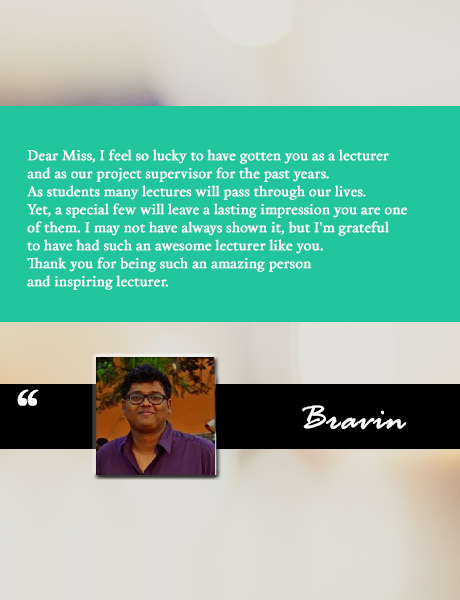 Dear Miss, I feel so lucky to have gotten you as a lecturer
and as our project supervisor for the past years.
As students many lectures will pass through our lives.
Yet, a special few will leave a lasting impression you are one
of them. I may not have always shown it, but I'm grateful
to have had such an awesome lecturer like you.
Thank you for being such an amazing person
and inspiring lecturer.
“
Bravin